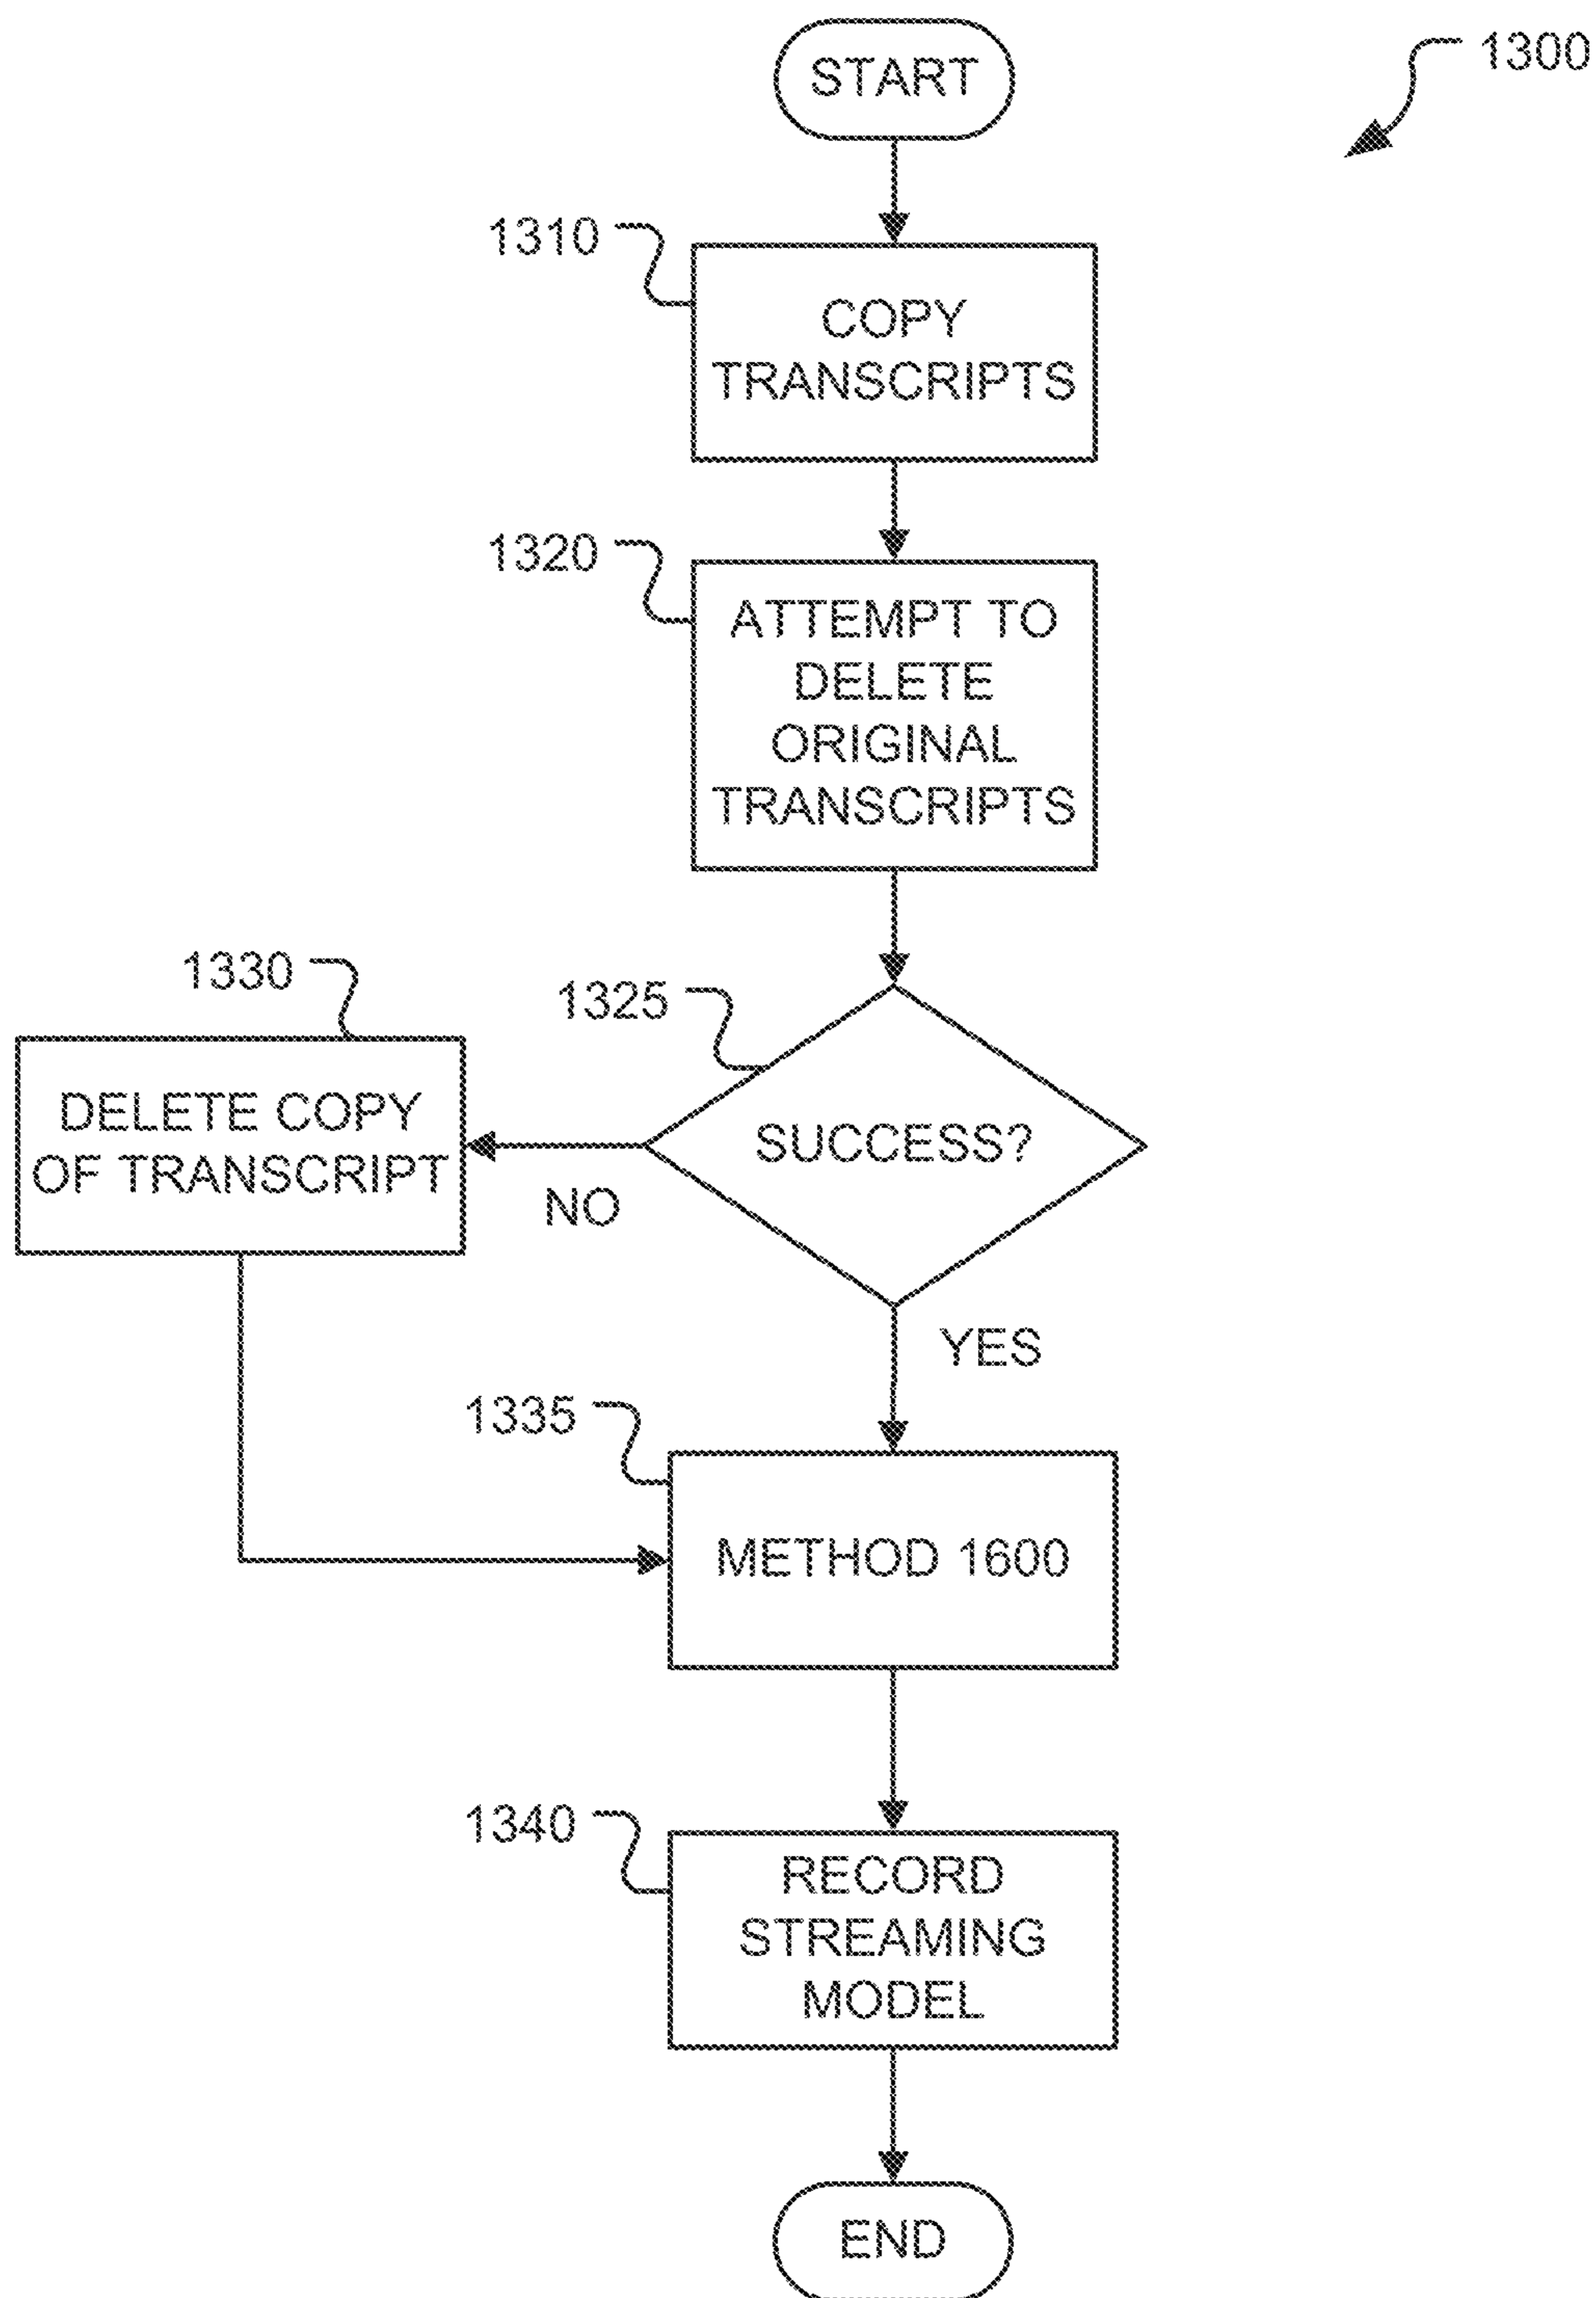 START
1300
1310
COPY
TRANSCRIPTS
1320
ATTEMPT TO
DELETE
ORIGINAL
TRANSCRIPTS
1330
1325
DELETE COPY
OF TRANSCRIPT
SUCCESS?
NO
YES
1335
METHOD 1600
1340
RECORD
STREAMING
MODEL
END